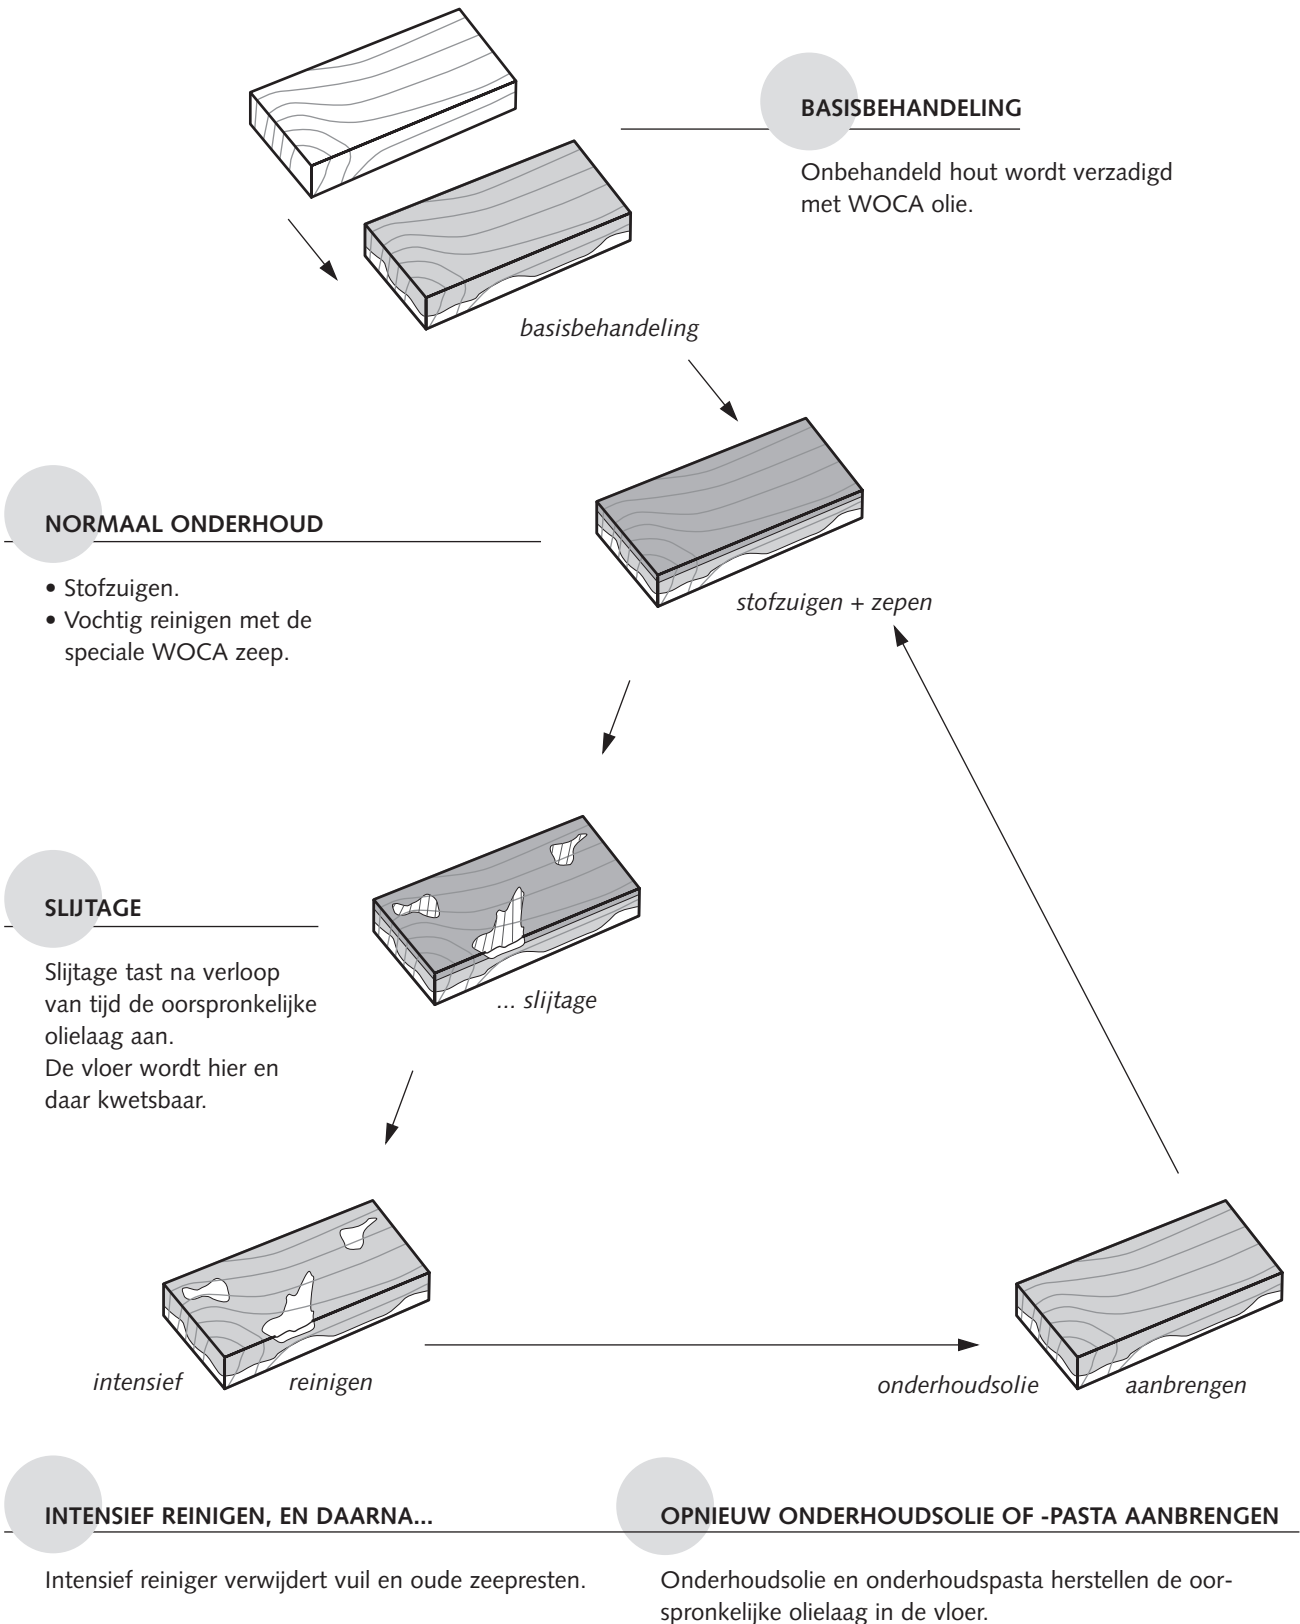 BASISBEHANDELING
Onbehandeld hout wordt verzadigd
met WOCA olie.
basisbehandeling
NORMAAL ONDERHOUD
• Stofzuigen.
• Vochtig reinigen met de
speciale WOCA zeep.
stofzuigen + zepen
SLIJTAGE
Slijtage tast na verloop
van tijd de oorspronkelijke
olielaag aan.
De vloer wordt hier en
daar kwetsbaar.
... slijtage
intensief reinigen
onderhoudsolie aanbrengen
INTENSIEF REINIGEN, EN DAARNA...
Intensief reiniger verwijdert vuil en oude zeepresten.
OPNIEUW ONDERHOUDSOLIE OF -PASTA AANBRENGEN
Onderhoudsolie en onderhoudspasta herstellen de oor-
spronkelijke olielaag in de vloer.